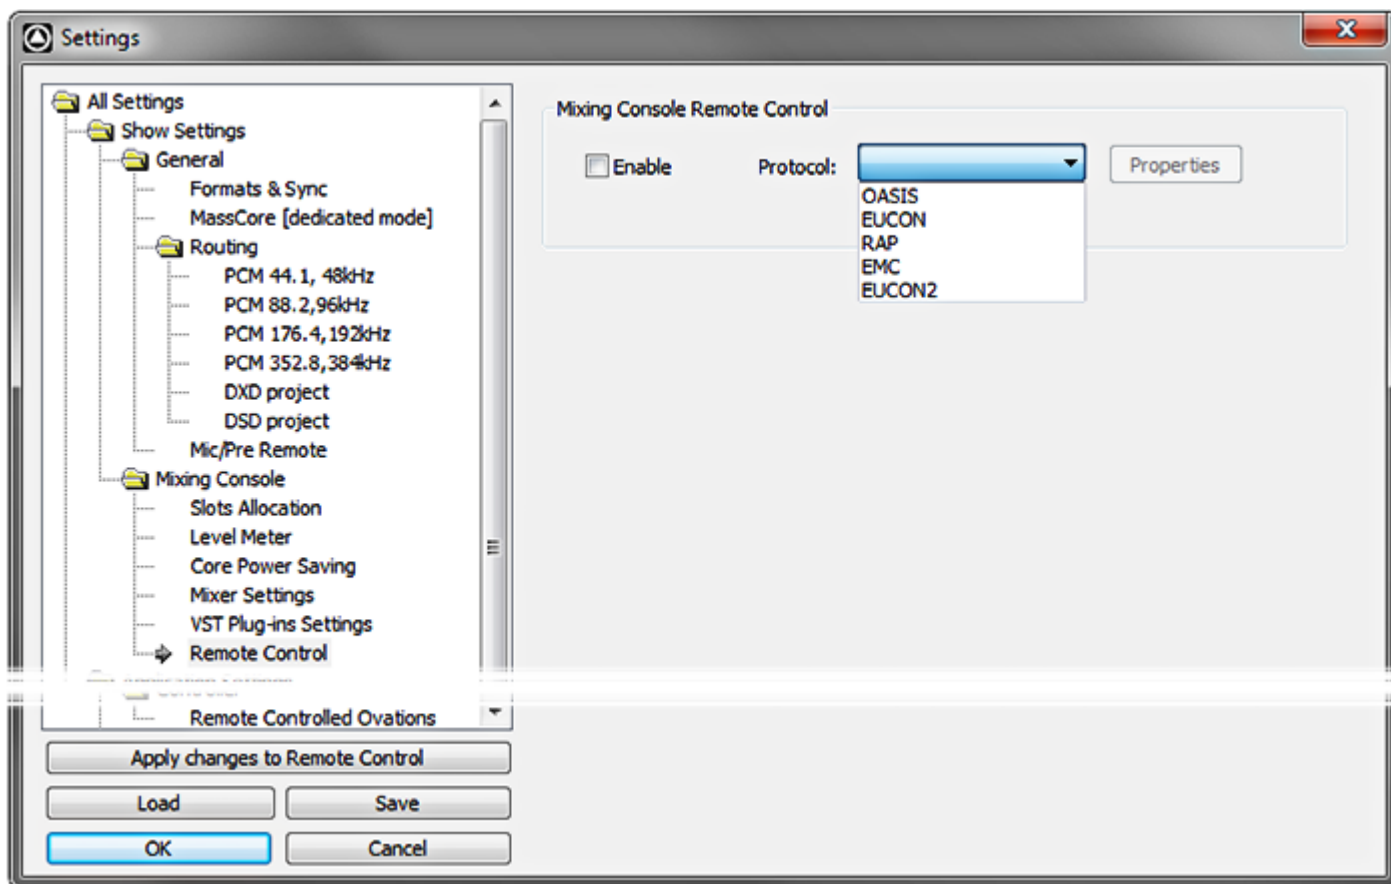 Settings
All Settings
Show Settings
General
Formats & Sync
MassCore [dedicated mode]
Routing
PCM 44.1, 48kHz
PCM 88.2,96kHz
PCM 176.4,192kHz
PCM 352.8,384kHz
DXD project
DSD project
Mic/Pre Remote
Mixing Console
Slots Allocation
Level Meter
Core Power Saving
Mixer Settings
VST Plug-ins Settings
Remote Control
Remote Controlled Ovations
Apply changes to Remote Control
Load Save
OK Cancel
Mixing Console Remote Control
Enable Protocol: Properties
OASIS
EUCON
RAP
EMC
EUCON2